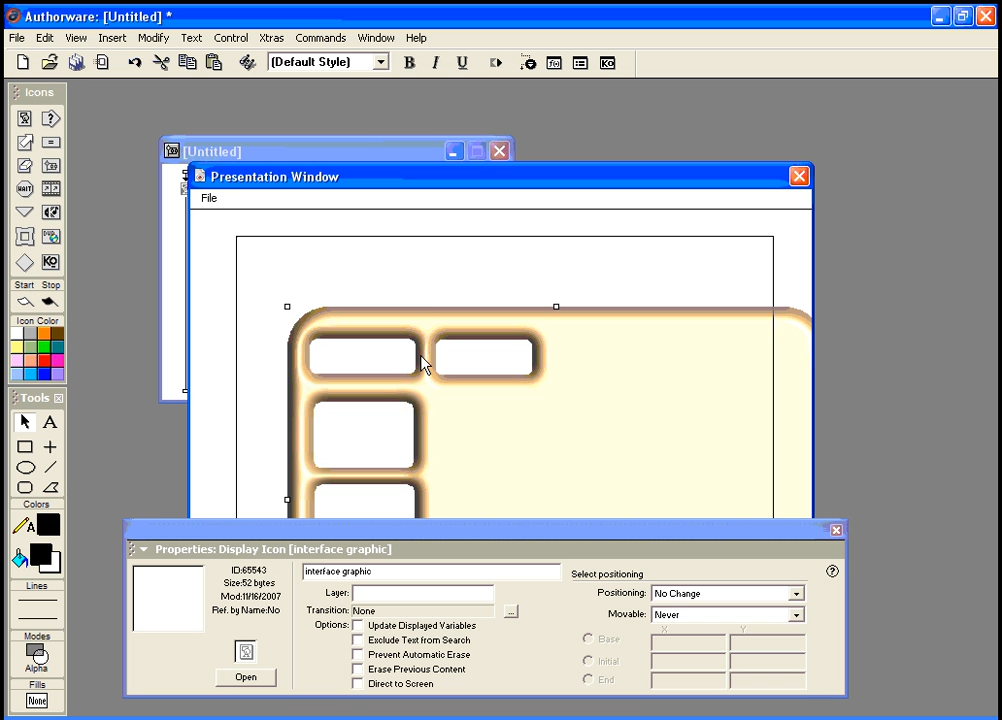 Authorware: [Untitled] *
File Edit View Insert Modify Text Control Xtras Commands Window Help
(Default Style) B I U
Icons
[Untitled]
Presentation Window
File
WAIT
DVD
KO
Start Stop
Icon Color
Tools
A
Colors
A
Lines
Modes
Alpha
Fills
None
Properties: Display Icon [interface graphic]
ID:65543
Size:52 bytes
Mod:11/16/2007
Ref. by Name:No
Open
interface graphic
Layer:
Transition: None ...
Options: Update Displayed Variables
Exclude Text from Search
Prevent Automatic Erase
Erase Previous Content
Direct to Screen
Select positioning
Positioning: No Change
Movable: Never
X Y
Base
Initial
End